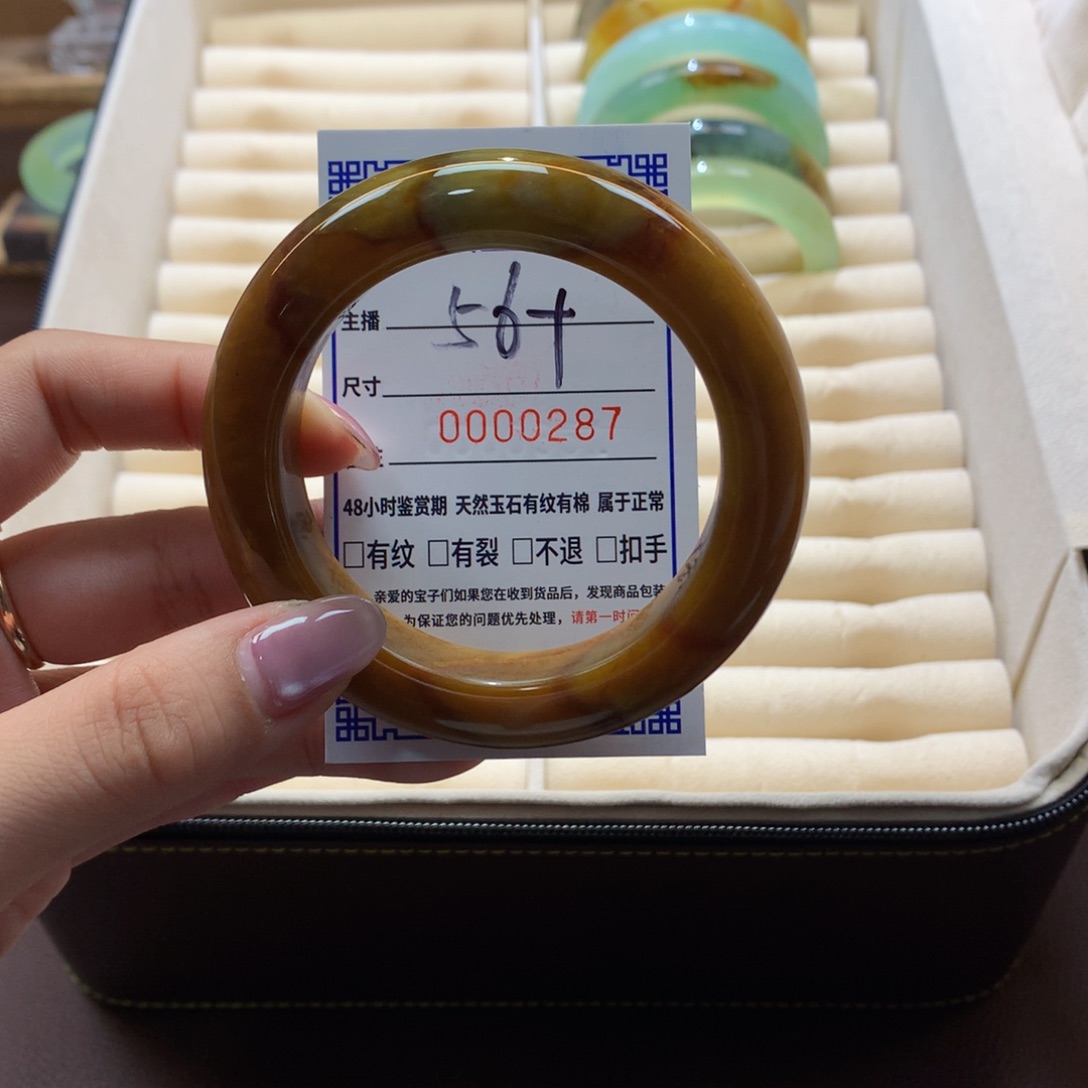 主播 56+
尺寸
0000287
48小时鉴赏期 天然玉石有纹有棉 属于正常
□有纹 □有裂 □不退 □扣手
亲爱的宝子们如果您在收到货品后，发现商品包装
为保证您的问题优先处理，请第一时间